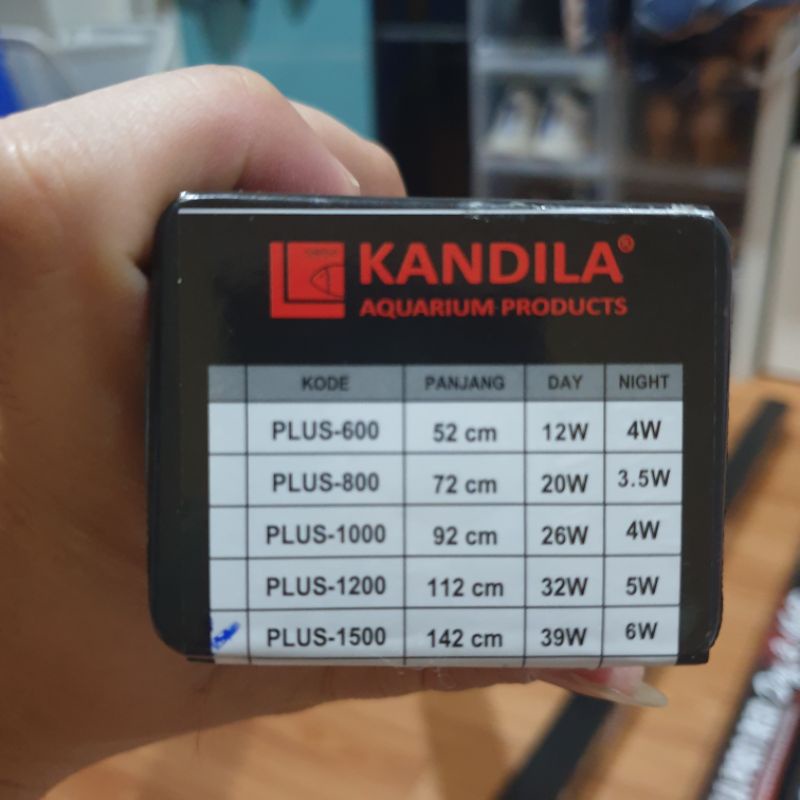 KANDILA®
AQUARIUM PRODUCTS
KODE PANJANG DAY NIGHT
PLUS-600 52 cm 12W 4W
PLUS-800 72 cm 20W 3.5W
PLUS-1000 92 cm 26W 4W
PLUS-1200 112 cm 32W 5W
PLUS-1500 142 cm 39W 6W